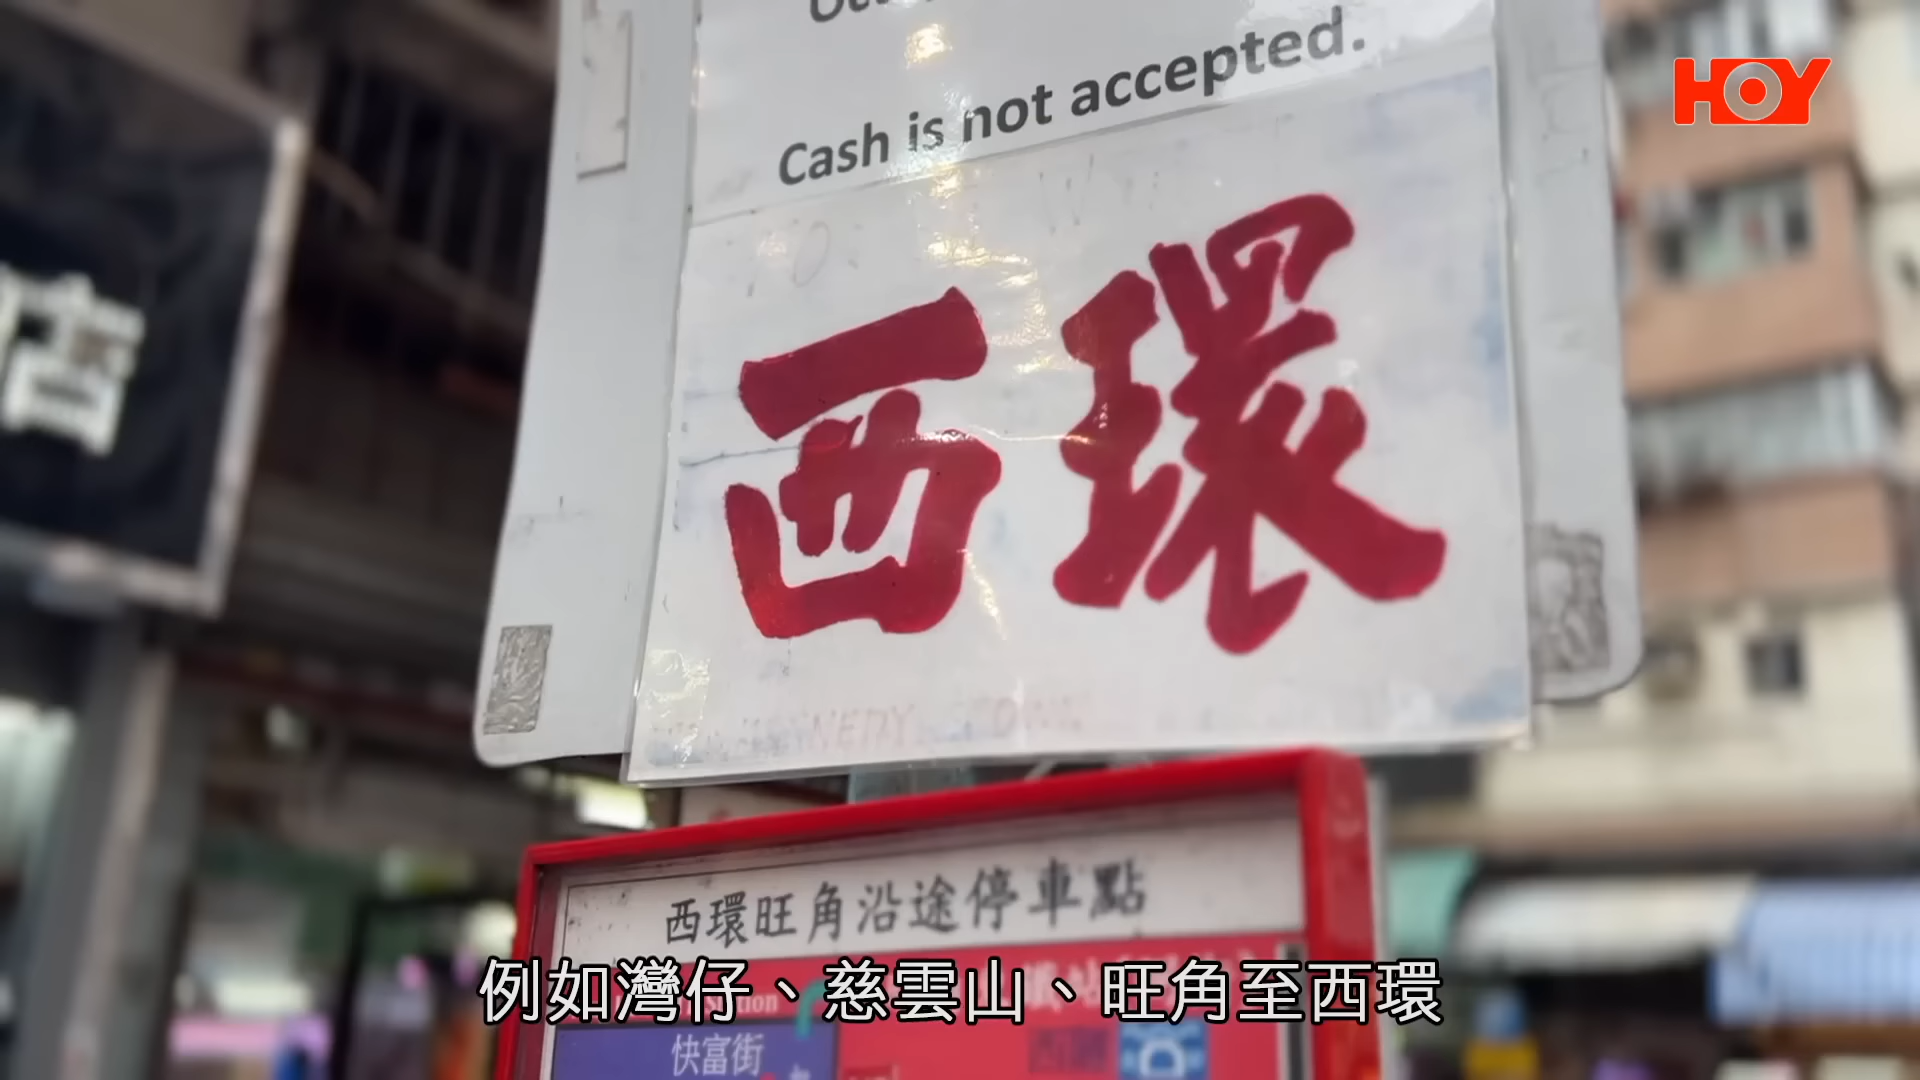 HOY
Cash is not accepted.
西環
西環旺角沿途停車點
例如灣仔、慈雲山、旺角至西環
快富街